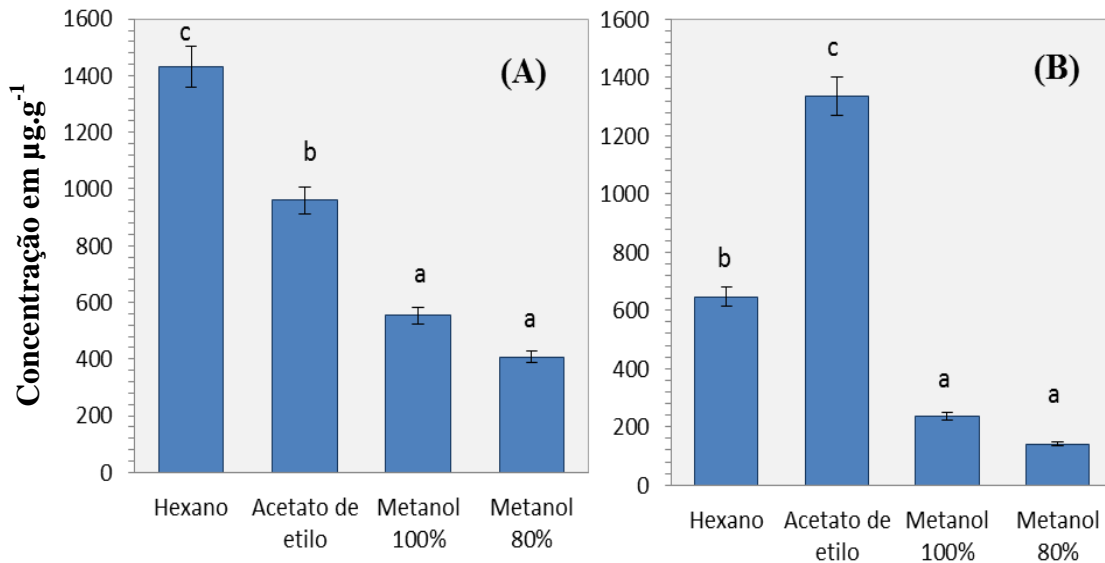 Concentração em µg.g-1
1600
1400
1200
1000
800
600
400
200
0
c
b
a
a
(A)
Hexano
Acetato de
etilo
Metanol
100%
Metanol
80%
1600
1400
1200
1000
800
600
400
200
0
b
c
a
a
(B)
Hexano
Acetato de
etilo
Metanol
100%
Metanol
80%